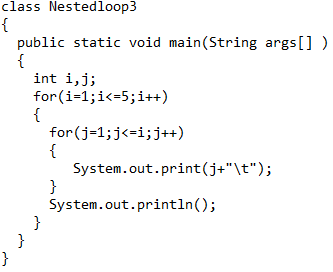 class Nestedloop3
{
  public static void main(String args[] )
  {
    int i,j;
    for(i=1;i<=5;i++)
    {
      for(j=1;j<=i;j++)
      {
         System.out.print(j+"\t");
      }
      System.out.println();
    }
  }
}